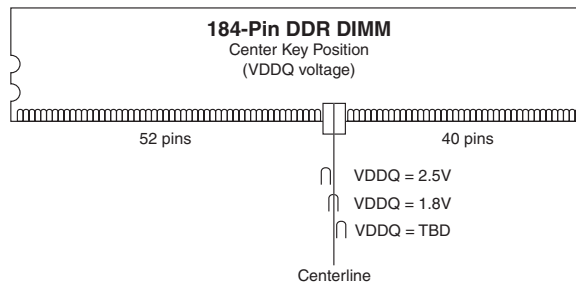 184-Pin DDR DIMM
Center Key Position
(VDDQ voltage)
52 pins
40 pins
VDDQ = 2.5V
VDDQ = 1.8V
VDDQ = TBD
Centerline